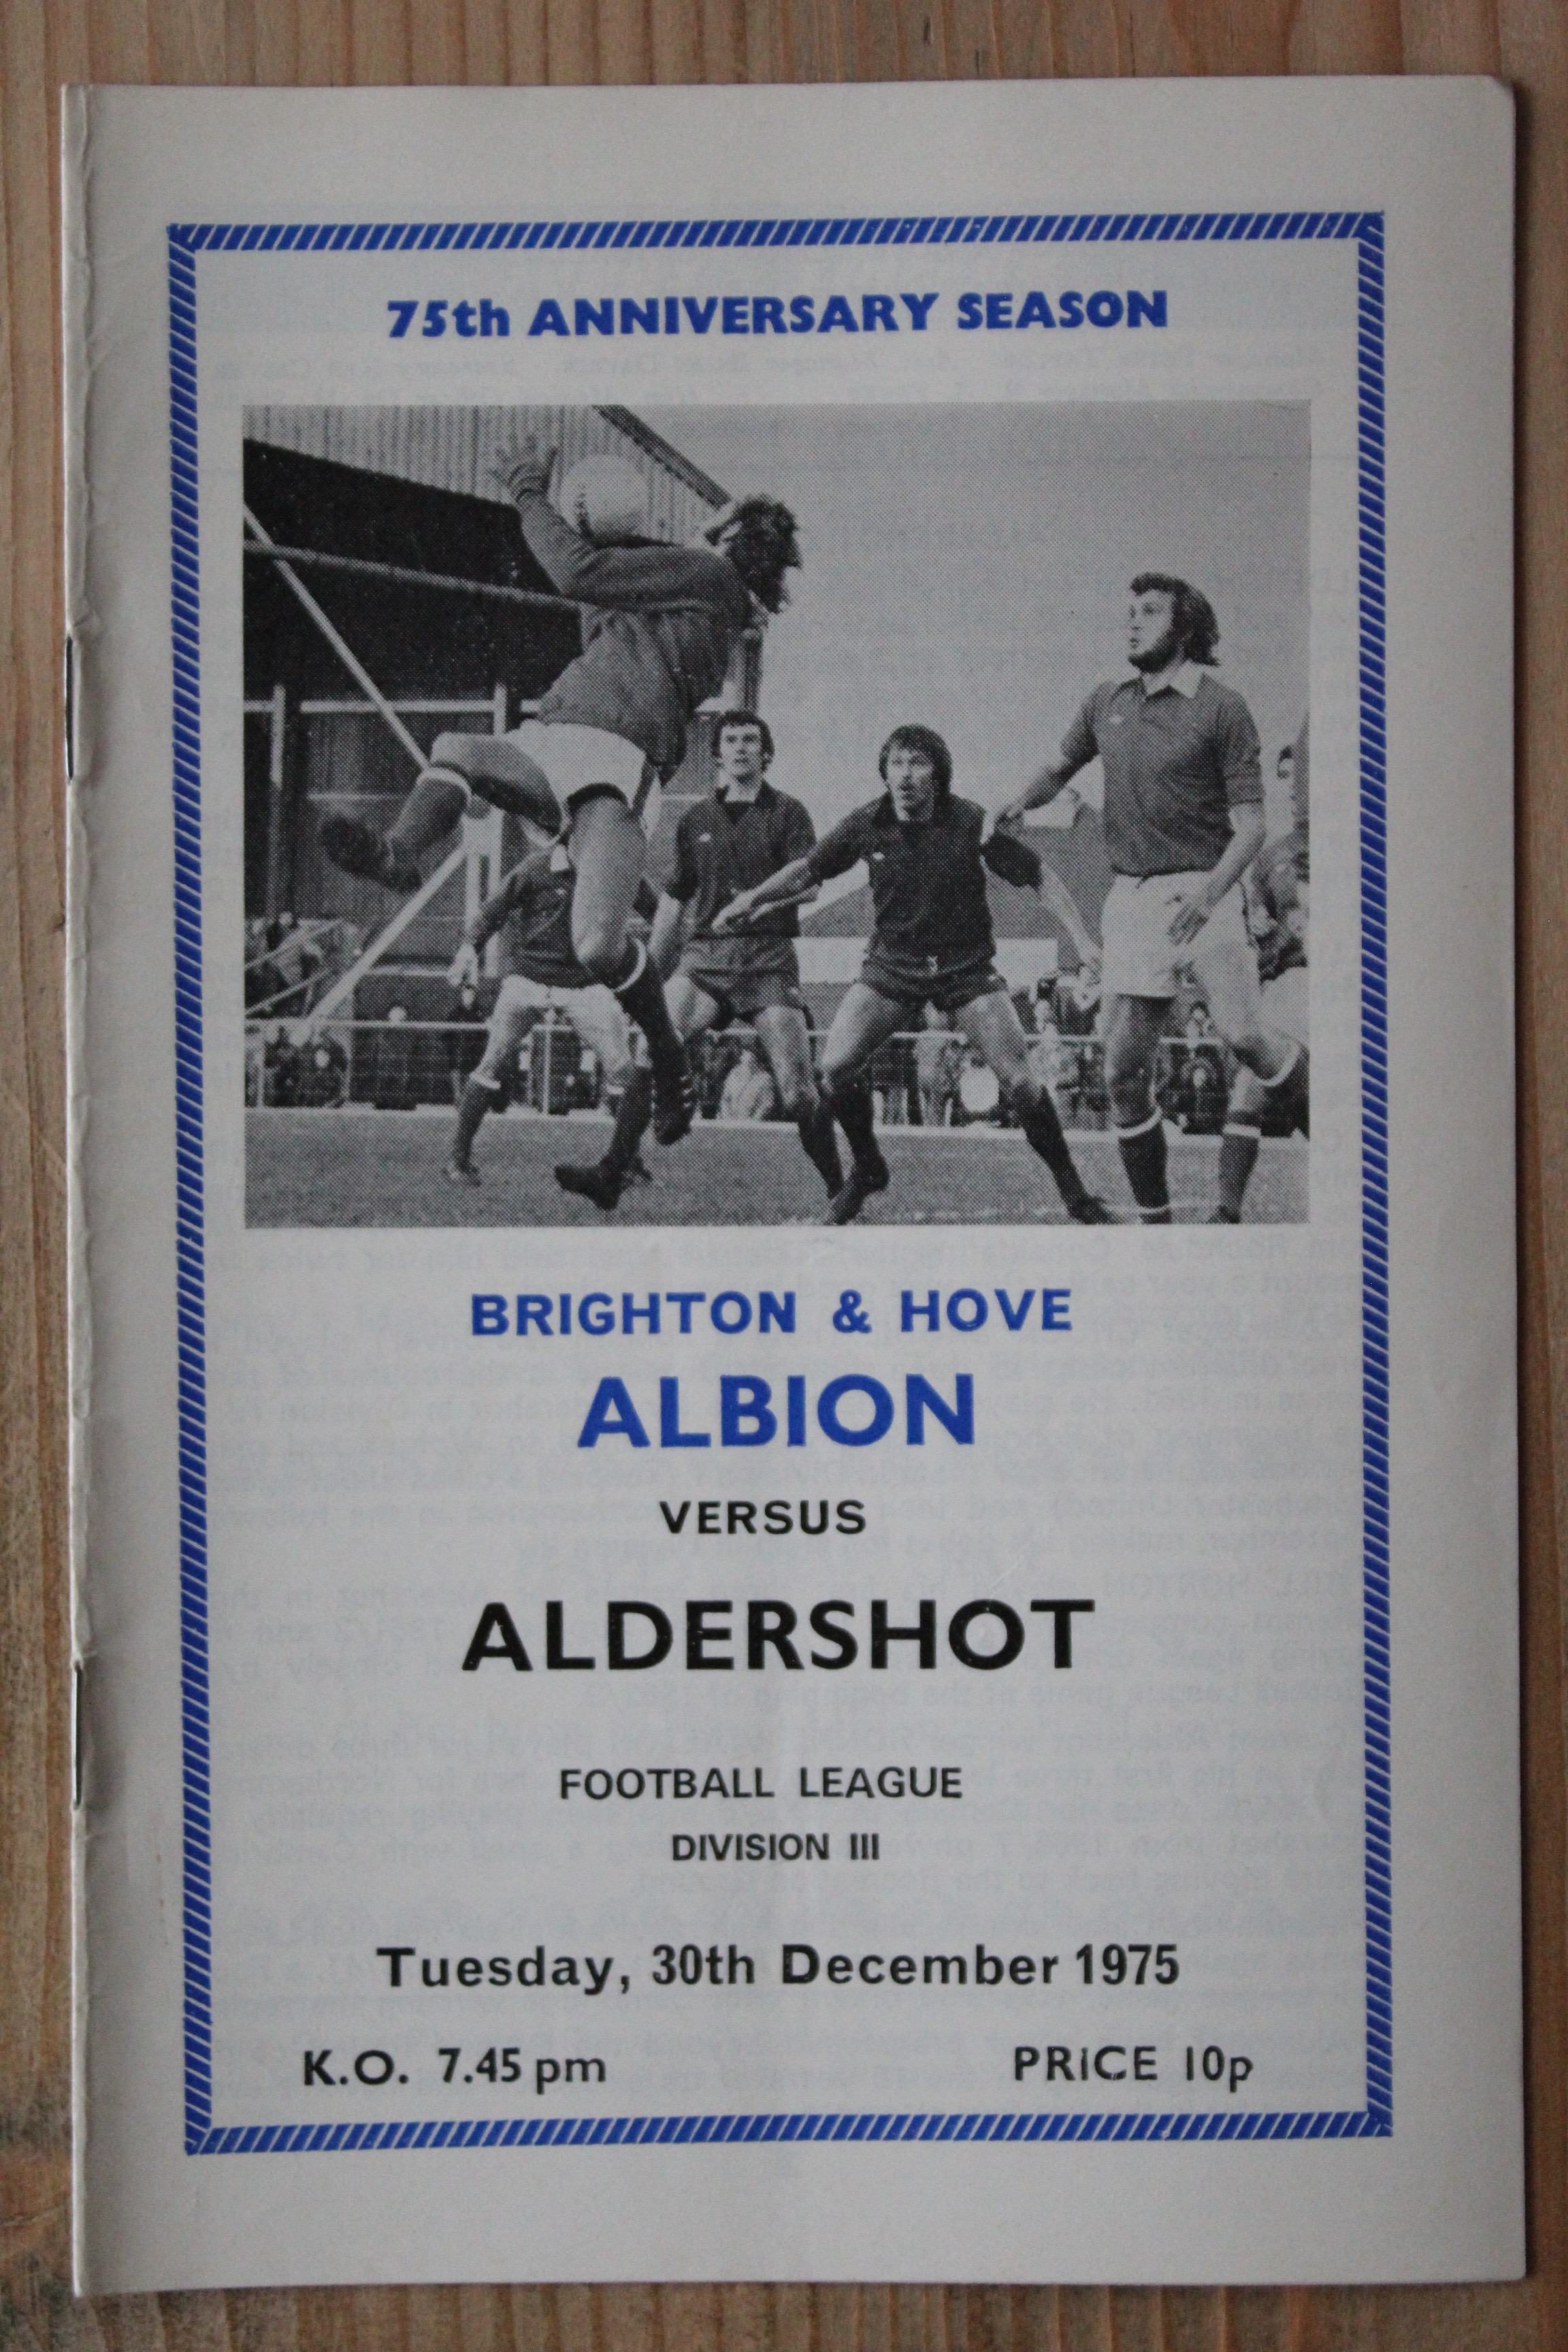 75th ANNIVERSARY SEASON
BRIGHTON & HOVE
ALBION
VERSUS
ALDERSHOT
FOOTBALL LEAGUE
DIVISION III
Tuesday, 30th December 1975
K.O. 7.45 pm PRICE 10p